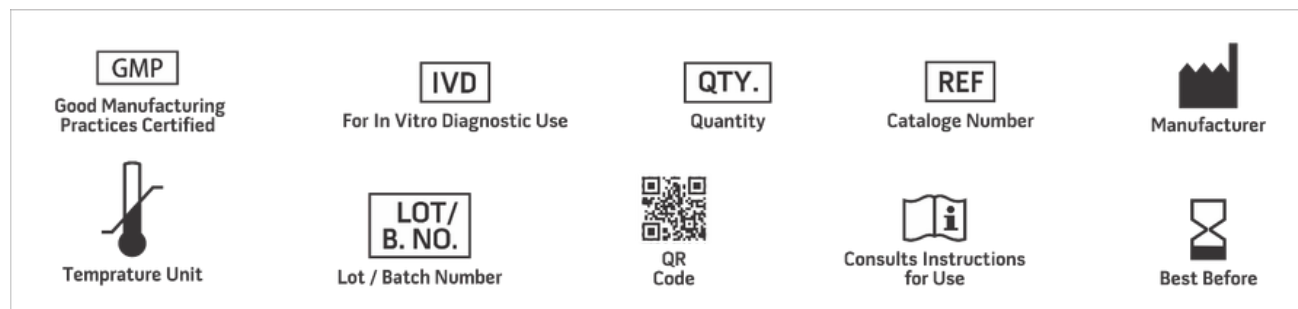 GMP
Good Manufacturing
Practices Certified
IVD
For In Vitro Diagnostic Use
QTY.
Quantity
REF
Cataloge Number
Manufacturer
Temprature Unit
LOT/
B. NO.
Lot / Batch Number
QR
Code
i
Consults Instructions
for Use
Best Before